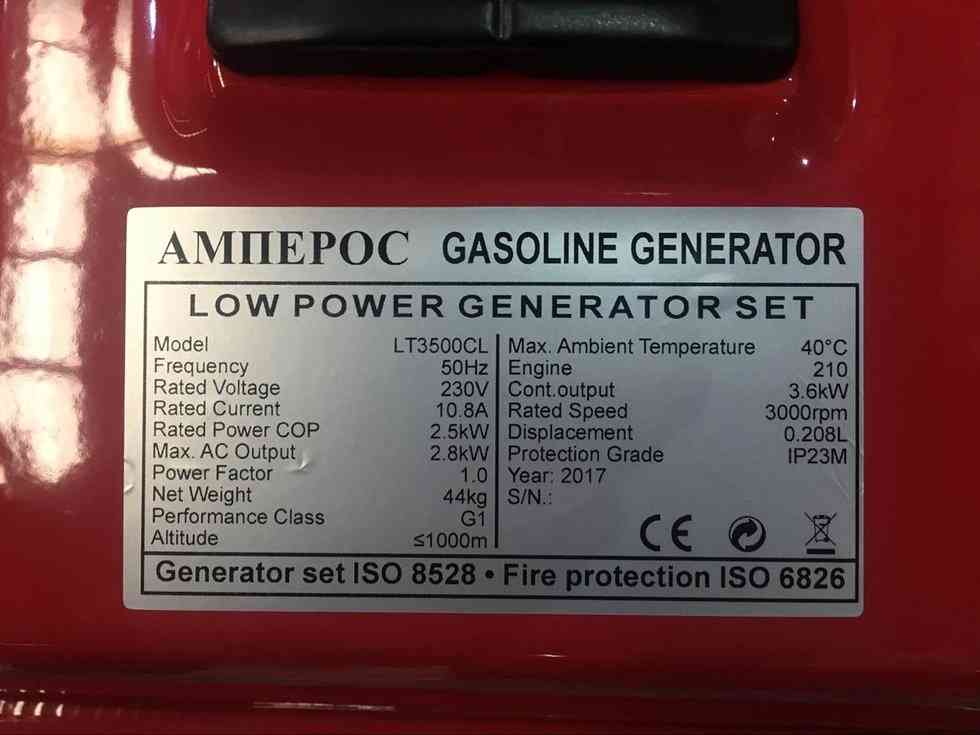 АМПЕРОС GASOLINE GENERATOR
LOW POWER GENERATOR SET
Model LT3500CL
Frequency 50Hz
Rated Voltage 230V
Rated Current 10.8A
Rated Power COP 2.5kW
Max. AC Output 2.8kW
Power Factor 1.0
Net Weight 44kg
Performance Class G1
Altitude ≤1000m
Max. Ambient Temperature 40°C
Engine 210
Cont.output 3.6kW
Rated Speed 3000rpm
Displacement 0.208L
Protection Grade IP23M
Year: 2017
S/N.:
CE
Generator set ISO 8528 • Fire protection ISO 6826